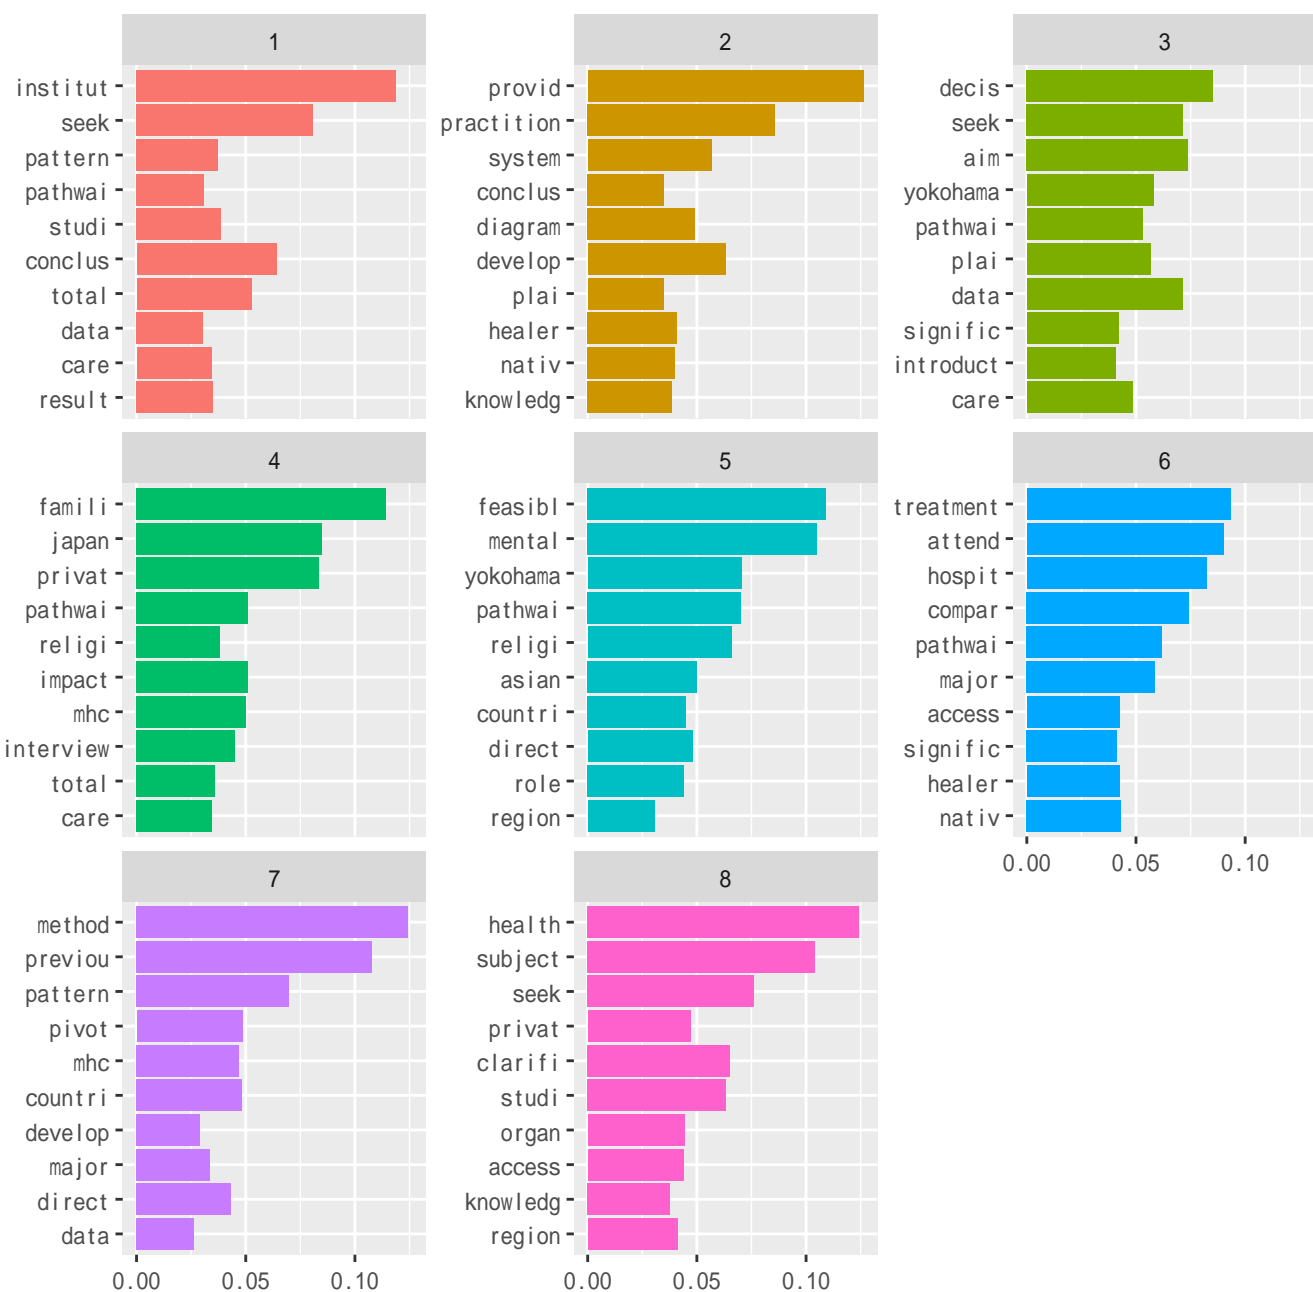 1
institut
seek
pattern
pathwai
studi
conclus
total
data
care
result
2
provid
practition
system
conclus
diagram
develop
plai
healer
nativ
knowledg
3
decis
seek
aim
yokohama
pathwai
plai
data
signific
introduct
care
4
famili
japan
privat
pathwai
religi
impact
mhc
interview
total
care
5
feasibl
mental
yokohama
pathwai
religi
asian
countri
direct
role
region
6
treatment
attend
hospit
compar
pathwai
major
access
signific
healer
nativ
0.00 0.05 0.10
7
method
previou
pattern
pivot
mhc
countri
develop
major
direct
data
0.00 0.05 0.10
8
health
subject
seek
privat
clarifi
studi
organ
access
knowledg
region
0.00 0.05 0.10